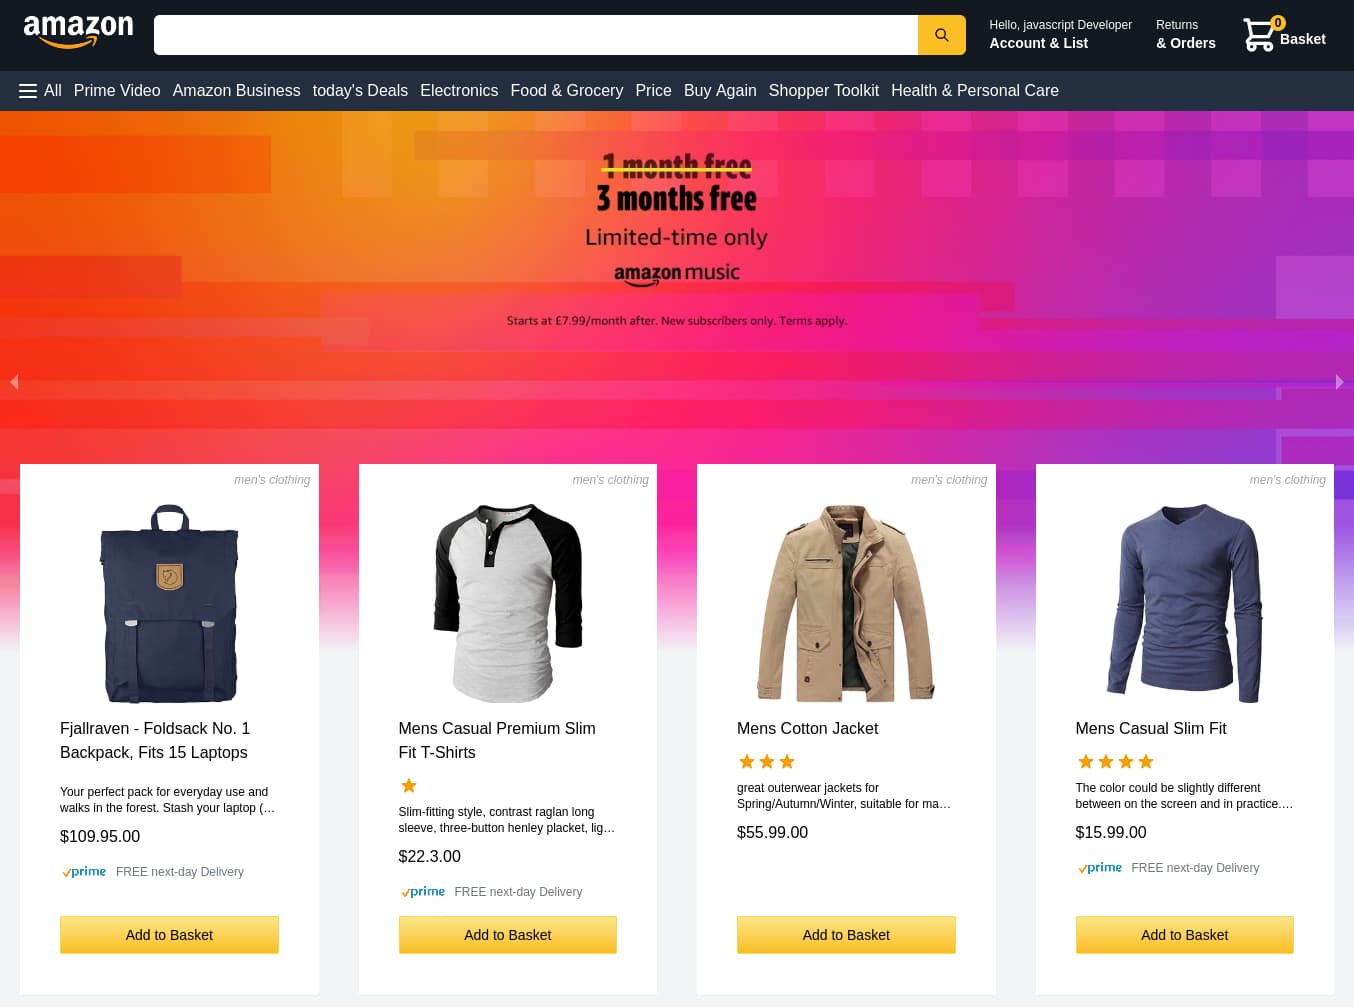 amazon
Hello, javascript Developer
Account & List
Returns
& Orders
0
Basket
All
Prime Video
Amazon Business
today's Deals
Electronics
Food & Grocery
Price
Buy Again
Shopper Toolkit
Health & Personal Care
1 month free
3 months free
Limited-time only
amazon music
Starts at £7.99/month after. New subscribers only. Terms apply.
men's clothing
Fjallraven - Foldsack No. 1
Backpack, Fits 15 Laptops
Your perfect pack for everyday use and
walks in the forest. Stash your laptop (…
$109.95.00
prime FREE next-day Delivery
Add to Basket
men's clothing
Mens Casual Premium Slim
Fit T-Shirts
Slim-fitting style, contrast raglan long
sleeve, three-button henley placket, lig…
$22.3.00
prime FREE next-day Delivery
Add to Basket
men's clothing
Mens Cotton Jacket
great outerwear jackets for
Spring/Autumn/Winter, suitable for ma…
$55.99.00
Add to Basket
men's clothing
Mens Casual Slim Fit
The color could be slightly different
between on the screen and in practice.…
$15.99.00
prime FREE next-day Delivery
Add to Basket